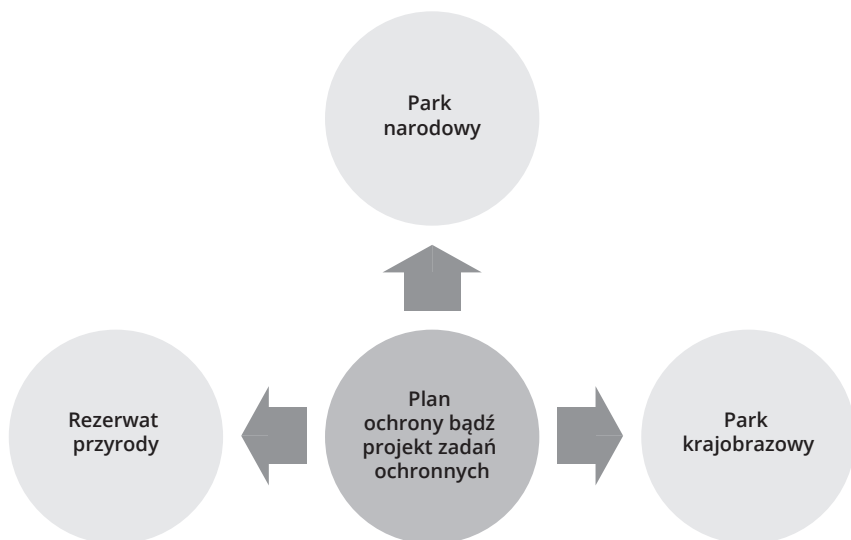 Park
narodowy
Rezerwat
przyrody
Plan
ochrony bądź
projekt zadań
ochronnych
Park
krajobrazowy